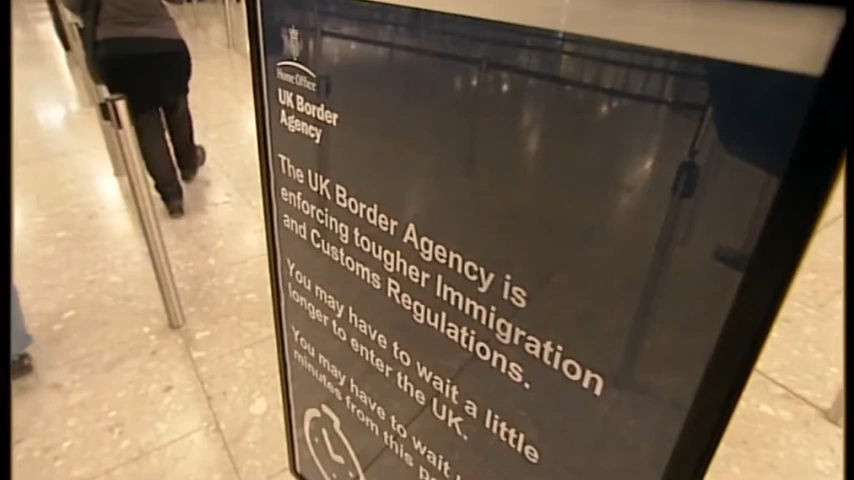 Home Office
UK Border
Agency
The UK Border Agency is
enforcing tougher Immigration
and Customs Regulations.
You may have to wait a little
longer to enter the UK.
You may have to wait
minutes from this